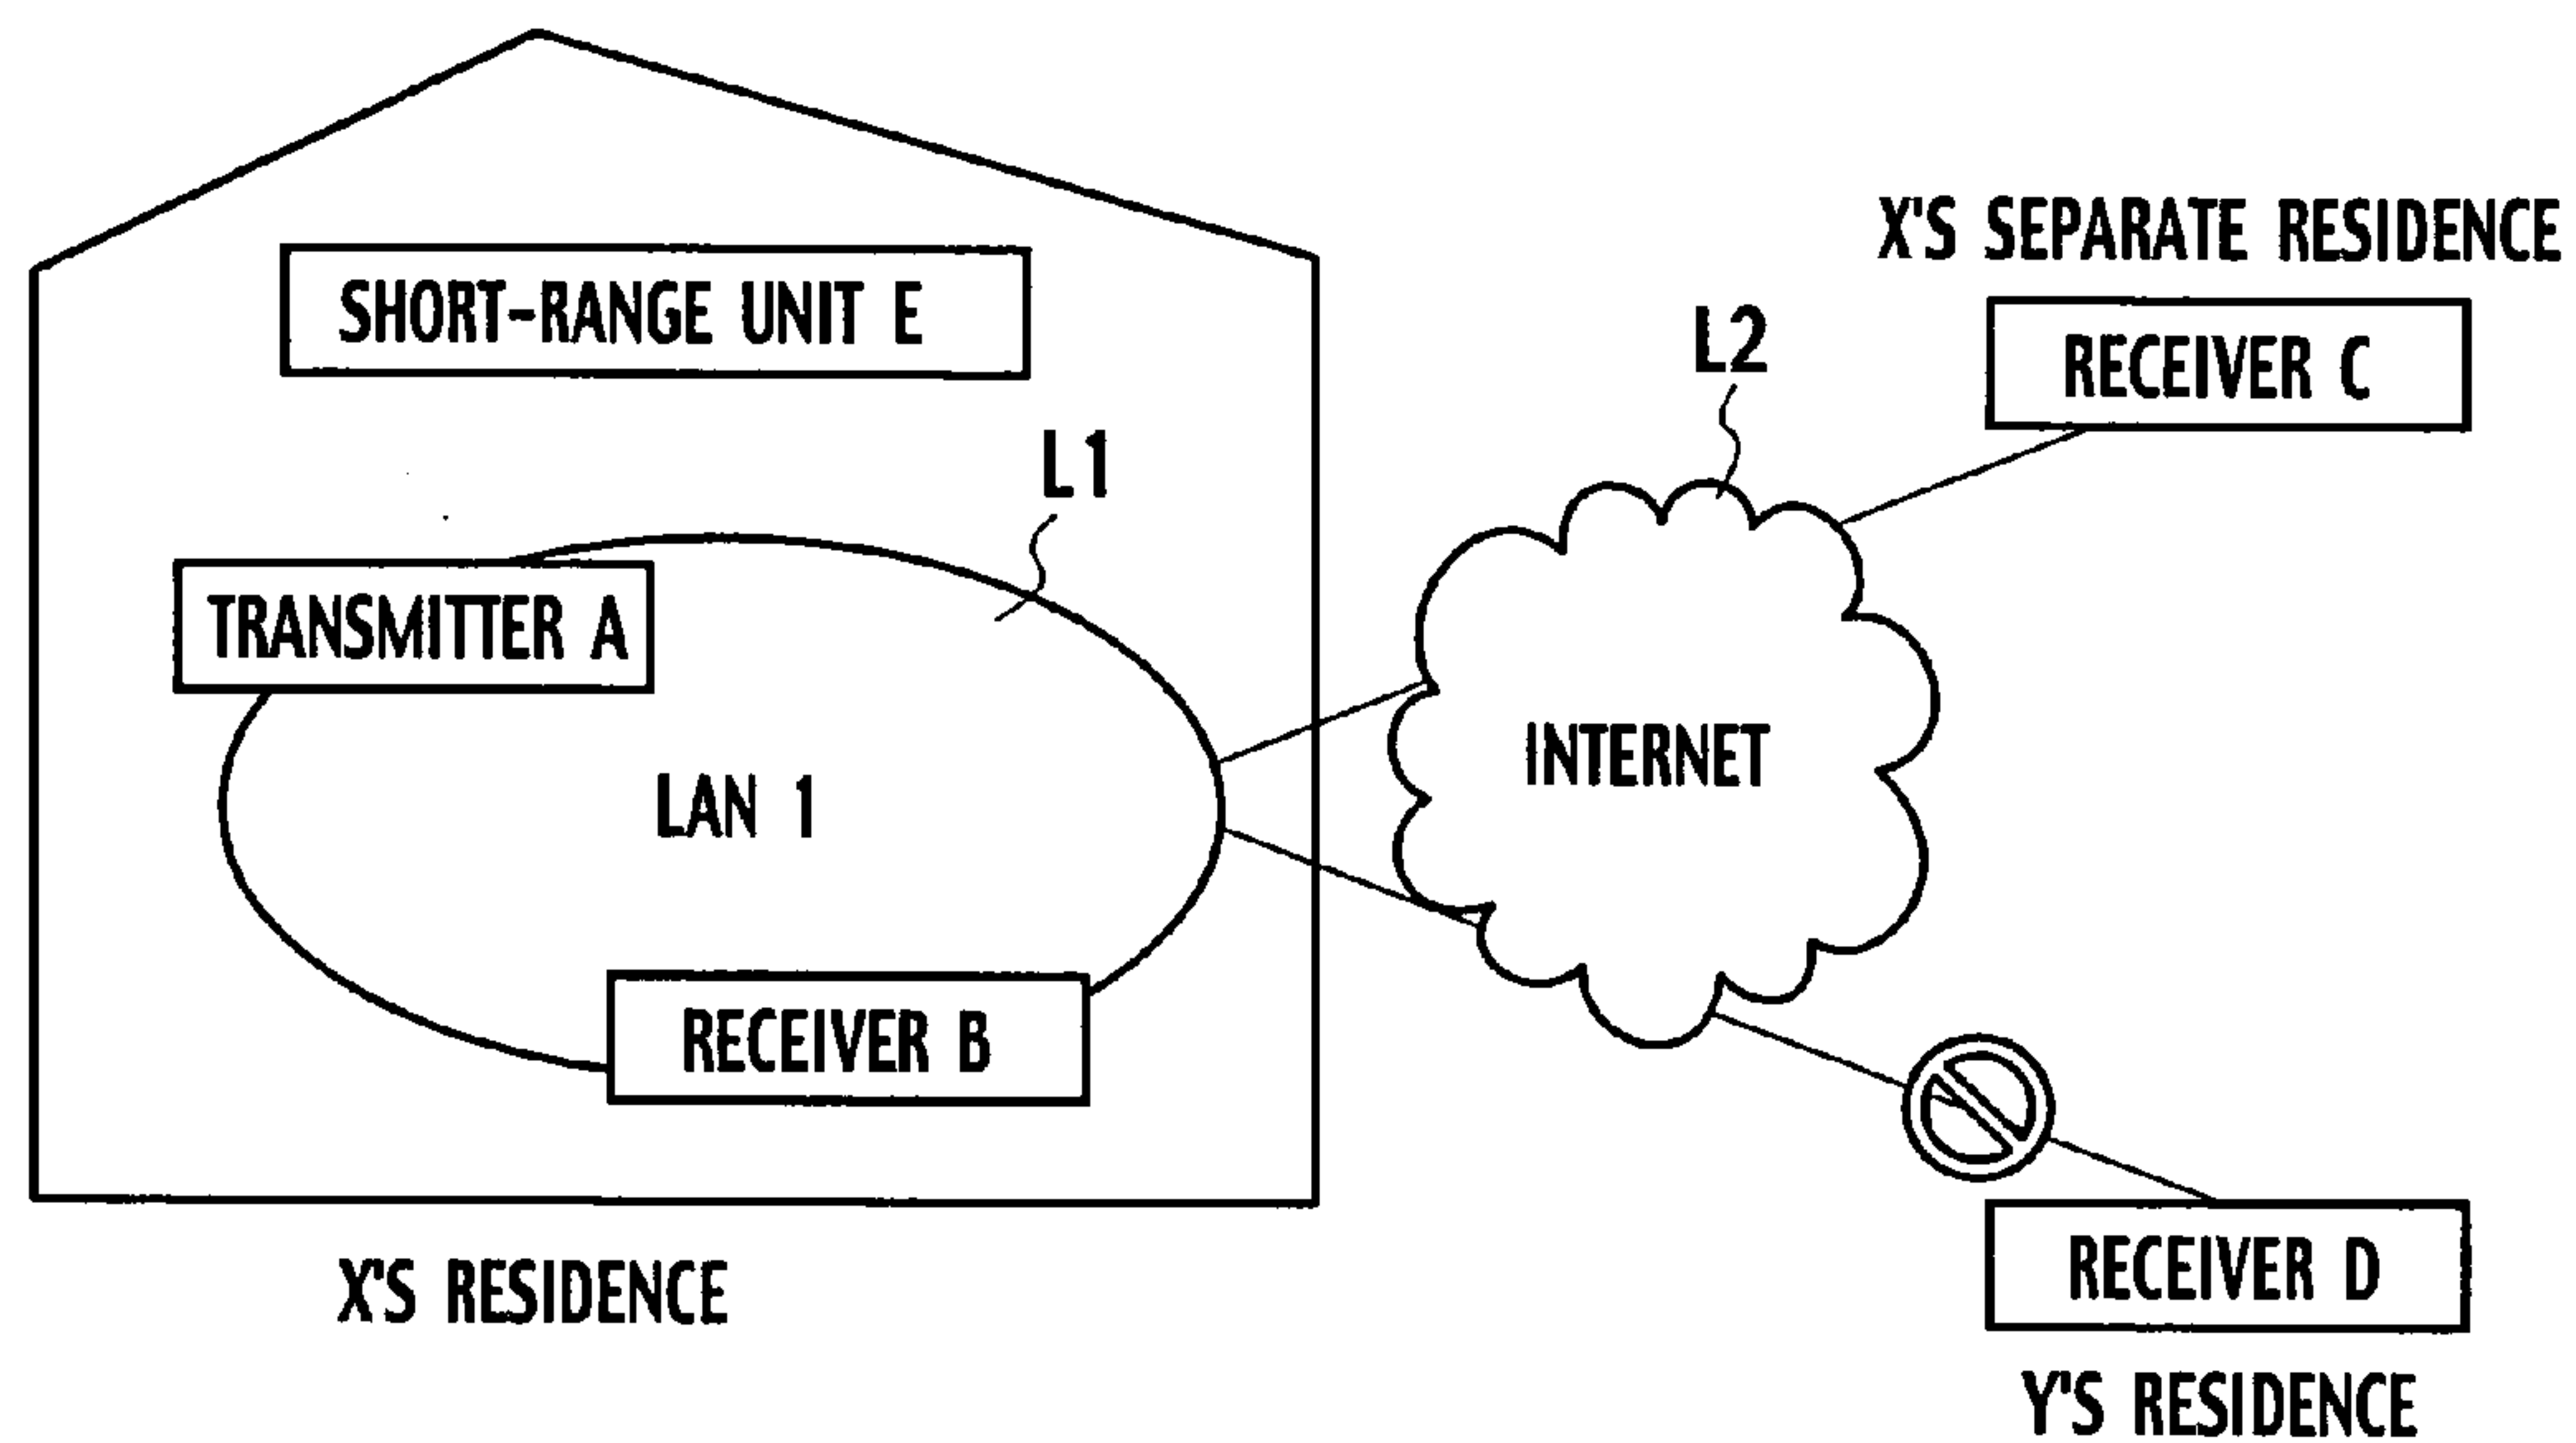 X'S SEPARATE RESIDENCE
SHORT-RANGE UNIT E
L2
RECEIVER C
L1
TRANSMITTER A
INTERNET
LAN 1
RECEIVER B
RECEIVER D
X'S RESIDENCE
Y'S RESIDENCE